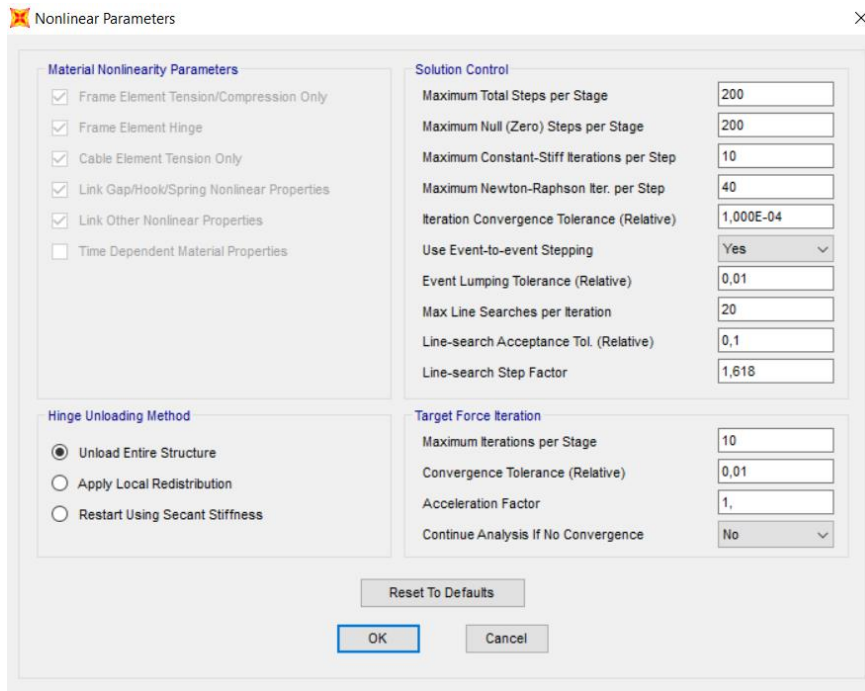 Nonlinear Parameters
Material Nonlinearity Parameters
Frame Element Tension/Compression Only
Frame Element Hinge
Cable Element Tension Only
Link Gap/Hook/Spring Nonlinear Properties
Link Other Nonlinear Properties
Time Dependent Material Properties
Solution Control
Maximum Total Steps per Stage 200
Maximum Null (Zero) Steps per Stage 200
Maximum Constant-Stiff Iterations per Step 10
Maximum Newton-Raphson Iter. per Step 40
Iteration Convergence Tolerance (Relative) 1,000E-04
Use Event-to-event Stepping Yes
Event Lumping Tolerance (Relative) 0,01
Max Line Searches per Iteration 20
Line-search Acceptance Tol. (Relative) 0,1
Line-search Step Factor 1,618
Hinge Unloading Method
Unload Entire Structure
Apply Local Redistribution
Restart Using Secant Stiffness
Target Force Iteration
Maximum Iterations per Stage 10
Convergence Tolerance (Relative) 0,01
Acceleration Factor 1,
Continue Analysis If No Convergence No
Reset To Defaults
OK Cancel